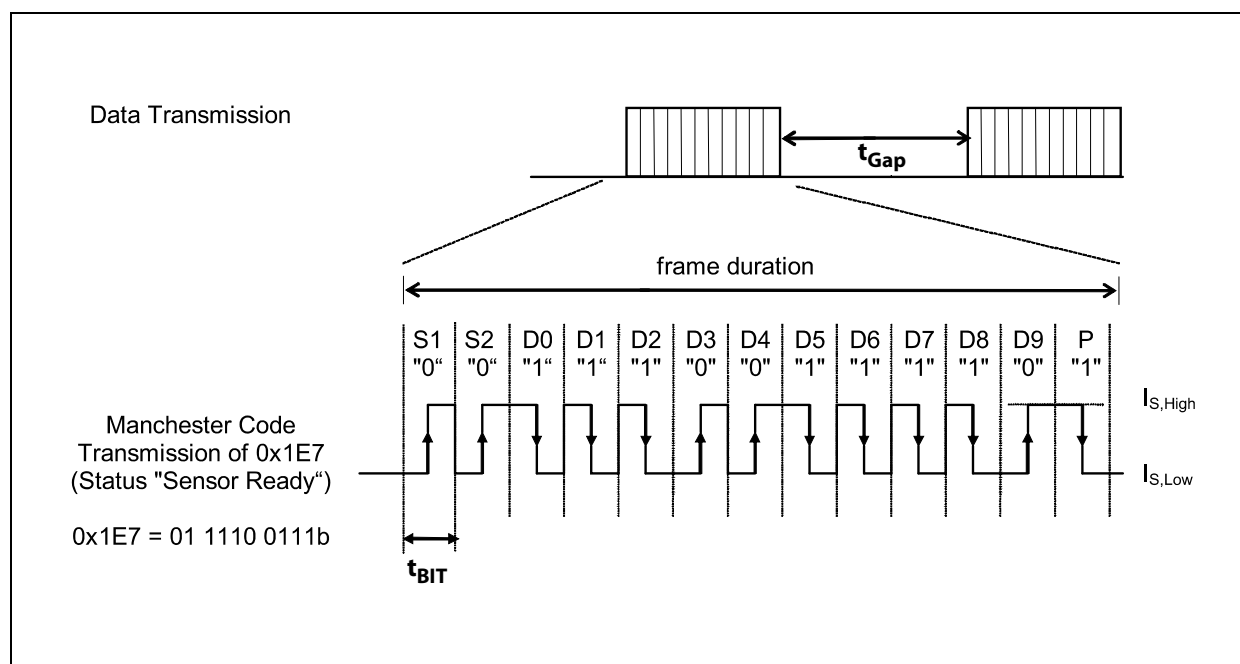 Data Transmission
tGap
frame duration
S1 S2 D0 D1 D2 D3 D4 D5 D6 D7 D8 D9 P
"0“ "0“ "1“ "1“ "1" "0" "0" "1" "1" "1" "1" "0" "1"
IS,High
Manchester Code
Transmission of 0x1E7
(Status "Sensor Ready“)
IS,Low
0x1E7 = 01 1110 0111b
tBIT